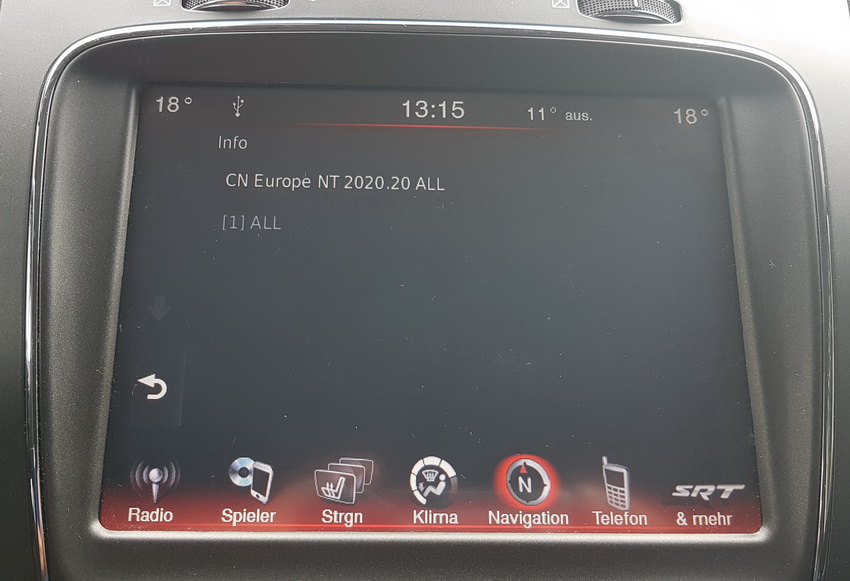 18° 13:15 11° aus. 18°
Info
CN Europe NT 2020.20 ALL
[1] ALL
N SRT
Radio Spieler Strgn Klima Navigation Telefon & mehr